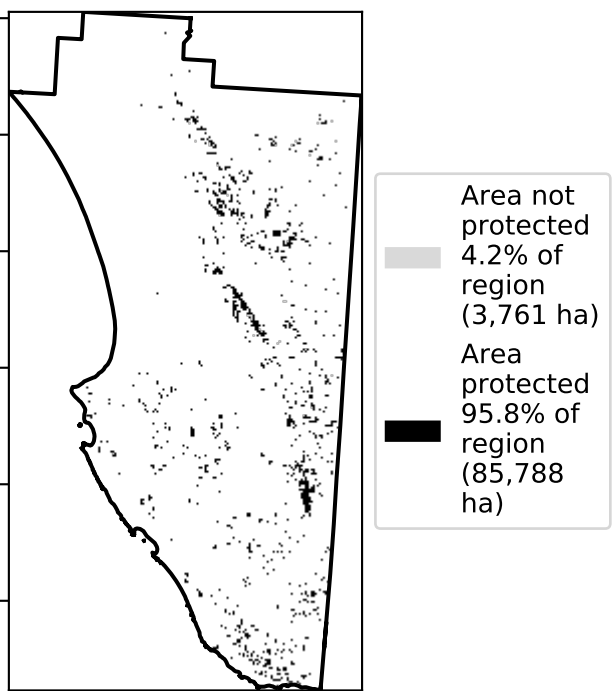 Area not
protected
4.2% of
region
(3,761 ha)
Area
protected
95.8% of
region
(85,788
ha)